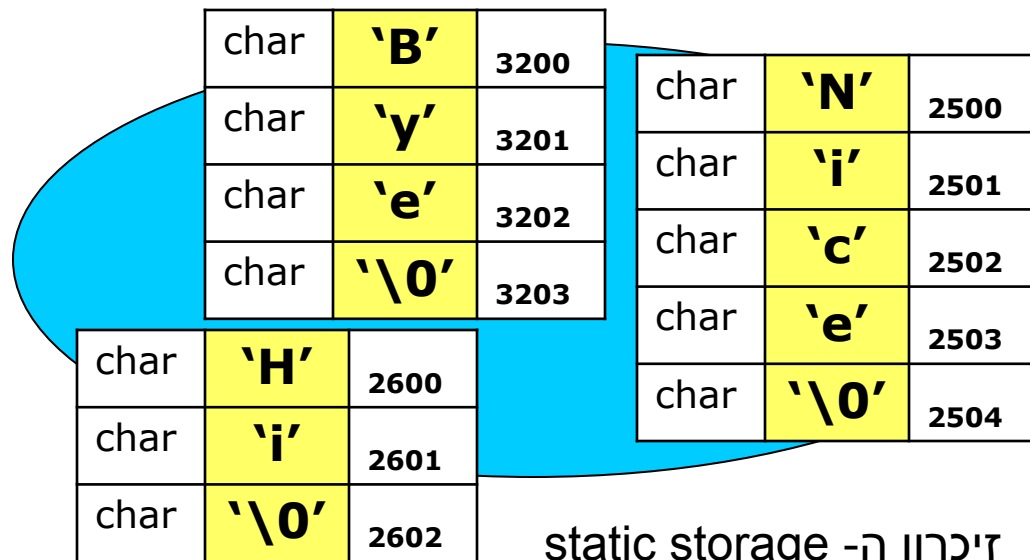 char ‘B’ 3200
char ‘y’ 3201
char ‘e’ 3202
char ‘\0’ 3203
char ‘N’ 2500
char ‘i’ 2501
char ‘c’ 2502
char ‘e’ 2503
char ‘\0’ 2504
char ‘H’ 2600
char ‘i’ 2601
char ‘\0’ 2602
זיכרון ה- static storage